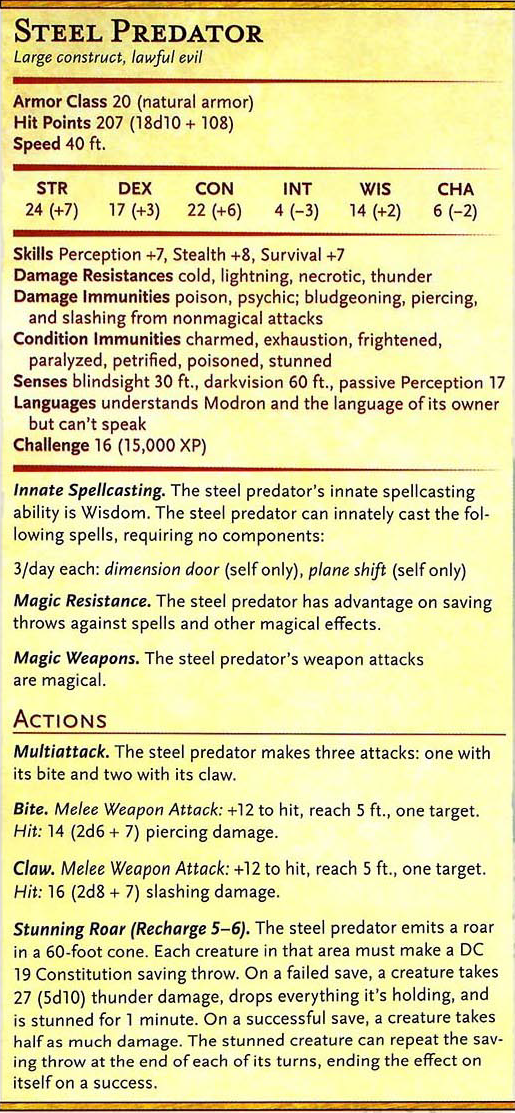 STEEL PREDATOR
Large construct, lawful evil
Armor Class 20 (natural armor)
Hit Points 207 (18d10 + 108)
Speed 40 ft.
STR DEX CON INT WIS CHA
24 (+7) 17 (+3) 22 (+6) 4 (–3) 14 (+2) 6 (–2)
Skills Perception +7, Stealth +8, Survival +7
Damage Resistances cold, lightning, necrotic, thunder
Damage Immunities poison, psychic; bludgeoning, piercing,
and slashing from nonmagical attacks
Condition Immunities charmed, exhaustion, frightened,
paralyzed, petrified, poisoned, stunned
Senses blindsight 30 ft., darkvision 60 ft., passive Perception 17
Languages understands Modron and the language of its owner
but can't speak
Challenge 16 (15,000 XP)
Innate Spellcasting. The steel predator's innate spellcasting
ability is Wisdom. The steel predator can innately cast the fol-
lowing spells, requiring no components:
3/day each: dimension door (self only), plane shift (self only)
Magic Resistance. The steel predator has advantage on saving
throws against spells and other magical effects.
Magic Weapons. The steel predator's weapon attacks
are magical.
ACTIONS
Multiattack. The steel predator makes three attacks: one with
its bite and two with its claw.
Bite. Melee Weapon Attack: +12 to hit, reach 5 ft., one target.
Hit: 14 (2d6 + 7) piercing damage.
Claw. Melee Weapon Attack: +12 to hit, reach 5 ft., one target.
Hit: 16 (2d8 + 7) slashing damage.
Stunning Roar (Recharge 5–6). The steel predator emits a roar
in a 60-foot cone. Each creature in that area must make a DC
19 Constitution saving throw. On a failed save, a creature takes
27 (5d10) thunder damage, drops everything it's holding, and
is stunned for 1 minute. On a successful save, a creature takes
half as much damage. The stunned creature can repeat the sav-
ing throw at the end of each of its turns, ending the effect on
itself on a success.